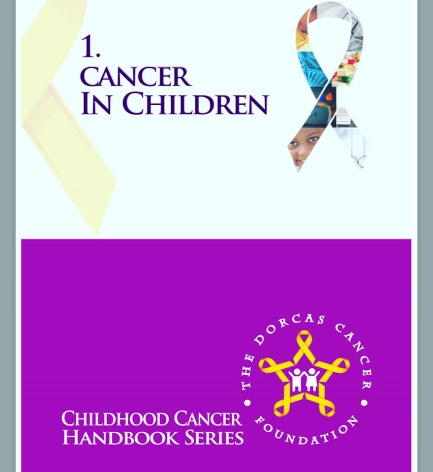 1.
CANCER
IN CHILDREN
CHILDHOOD CANCER
HANDBOOK SERIES
THE DORCAS CANCER
FOUNDATION